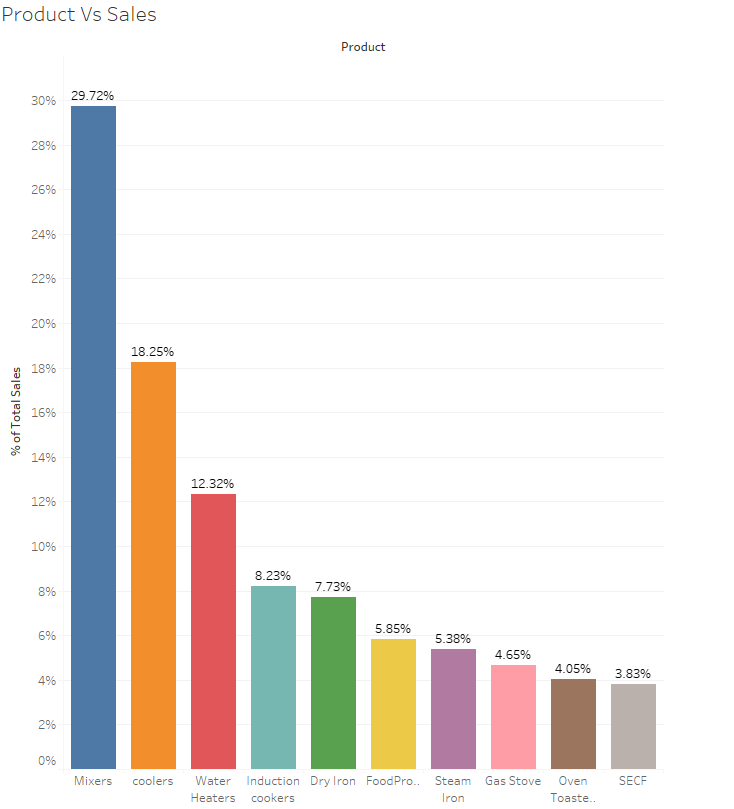 Product Vs Sales
Product
% of Total Sales
30%
28%
26%
24%
22%
20%
18%
16%
14%
12%
10%
8%
6%
4%
2%
0%
29.72%
18.25%
12.32%
8.23%
7.73%
5.85%
5.38%
4.65%
4.05%
3.83%
Mixers
coolers
Water
Heaters
Induction
cookers
Dry Iron
FoodPro..
Steam
Iron
Gas Stove
Oven
Toaste..
SECF